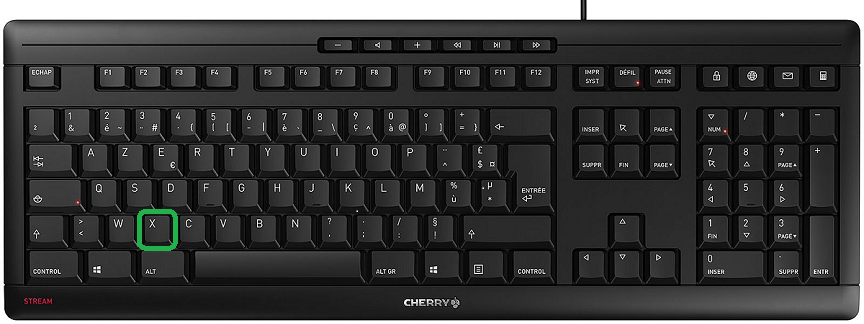 ECHAP F1 F2 F3 F4 F5 F6 F7 F8 F9 F10 F11 F12 IMPR SYST DÉFIL PAUSE ATTN
² 1 & 2 é ~ 3 " # 4 ' { 5 ( [ 6 - | 7 è ` 8 _ \ 9 ç ^ 0 à @ ° ) ] + = } INSER PAGE NUM / * -
A Z E € R T Y U I O P ¨ ^ £ $ ¤ ENTRÉE SUPPR FIN PAGE 7 8 9 PAGE +
Q S D F G H J K L M % ù µ * 4 5 6
> < W X C V B N ? , . ; / : § ! 1 FIN 2 3 PAGE
CONTROL ALT ALT GR CONTROL 0 INSER . SUPPR ENTR
STREAM CHERRY